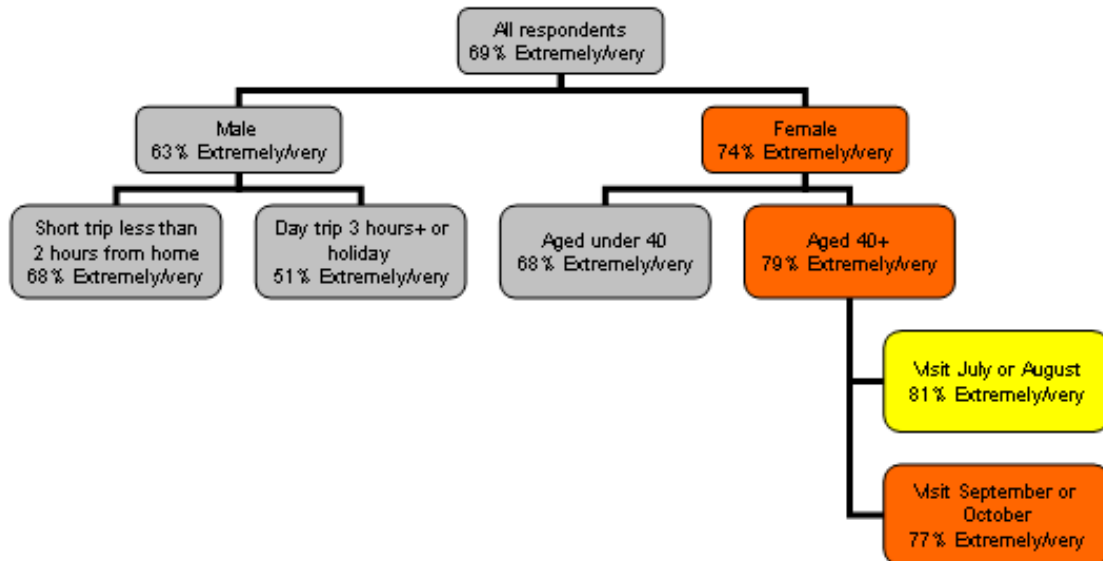 All respondents
69% Extremely/very
Male
63% Extremely/very
Female
74% Extremely/very
Short trip less than
2 hours from home
68% Extremely/very
Day trip 3 hours+ or
holiday
51% Extremely/very
Aged under 40
68% Extremely/very
Aged 40+
79% Extremely/very
Visit July or August
81% Extremely/very
Visit September or
October
77% Extremely/very